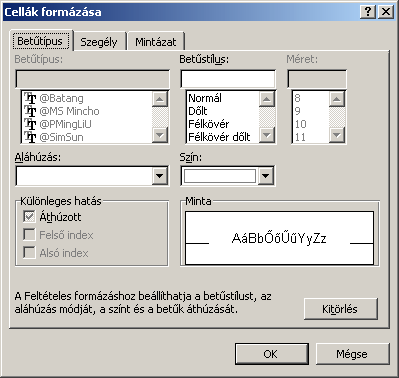 Cellák formázása
Betűtípus Szegély Mintázat
Betűtípus: Betűstílus: Méret:
@Batang
@MS Mincho
@PMingLiU
@SimSun
Normál
Dőlt
Félkövér
Félkövér dőlt
8
9
10
11
Aláhúzás: Szín:
Különleges hatás
Áthúzott
Felső index
Alsó index
Minta
AáBbŐőŰűYyZz
A Feltételes formázáshoz beállíthatja a betűstílust, az
aláhúzás módját, a színt és a betűk áthúzását.
Kitörlés
OK Mégse